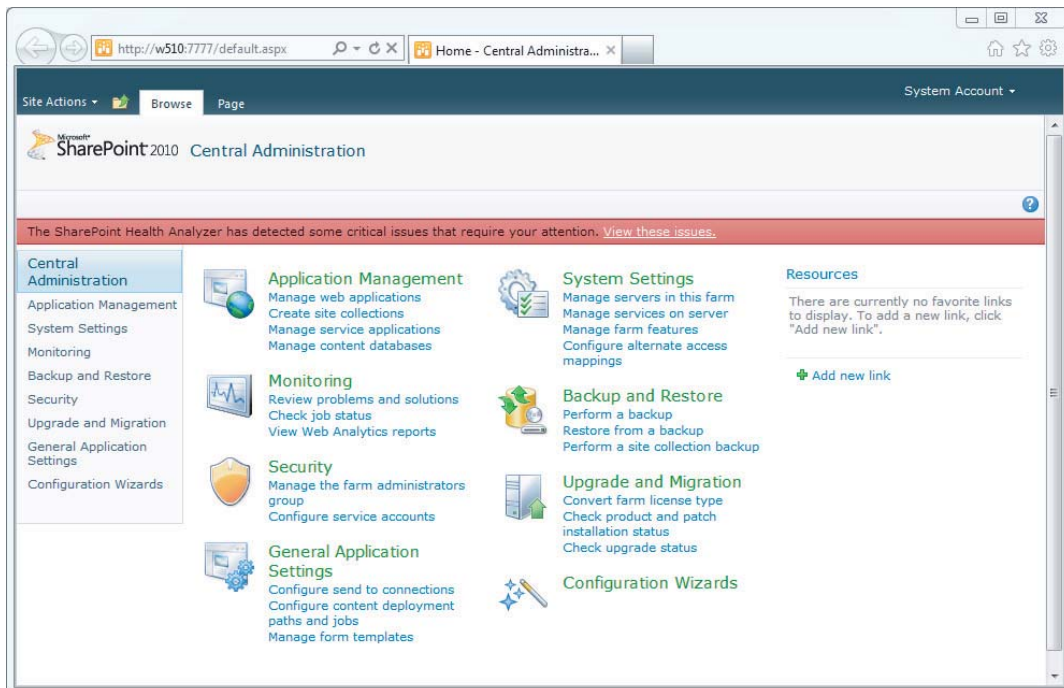 http://w510:7777/default.aspx
Home - Central Administra...
Site Actions
Browse
Page
System Account
Microsoft
SharePoint 2010 Central Administration
The SharePoint Health Analyzer has detected some critical issues that require your attention. View these issues.
Central
Administration
Application Management
System Settings
Monitoring
Backup and Restore
Security
Upgrade and Migration
General Application
Settings
Configuration Wizards
Application Management
Manage web applications
Create site collections
Manage service applications
Manage content databases
Monitoring
Review problems and solutions
Check job status
View Web Analytics reports
Security
Manage the farm administrators
group
Configure service accounts
General Application
Settings
Configure send to connections
Configure content deployment
paths and jobs
Manage form templates
System Settings
Manage servers in this farm
Manage services on server
Manage farm features
Configure alternate access
mappings
Backup and Restore
Perform a backup
Restore from a backup
Perform a site collection backup
Upgrade and Migration
Convert farm license type
Check product and patch
installation status
Check upgrade status
Configuration Wizards
Resources
There are currently no favorite links
to display. To add a new link, click
"Add new link".
Add new link